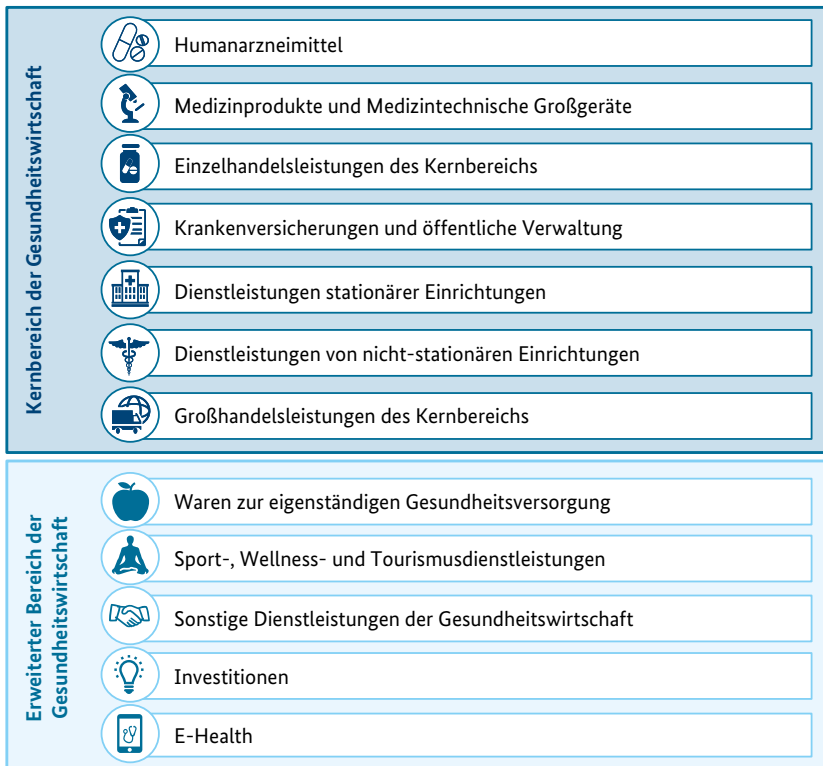 Kernbereich der Gesundheitswirtschaft
Humanarzneimittel
Medizinprodukte und Medizintechnische Großgeräte
Einzelhandelsleistungen des Kernbereichs
Krankenversicherungen und öffentliche Verwaltung
Dienstleistungen stationärer Einrichtungen
Dienstleistungen von nicht-stationären Einrichtungen
Großhandelsleistungen des Kernbereichs
Erweiterter Bereich der
Gesundheitswirtschaft
Waren zur eigenständigen Gesundheitsversorgung
Sport-, Wellness- und Tourismusdienstleistungen
Sonstige Dienstleistungen der Gesundheitswirtschaft
Investitionen
E-Health